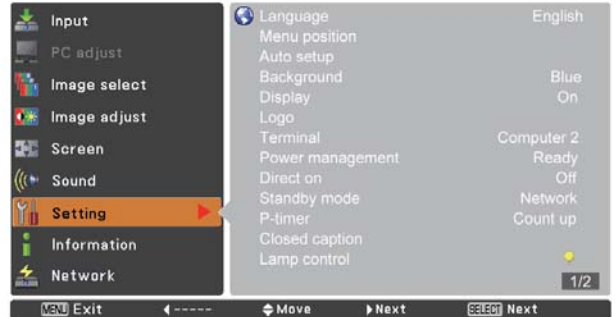 Input
PC adjust
Image select
Image adjust
Screen
Sound
Setting
Information
Network
Language English
Menu position
Auto setup
Background Blue
Display On
Logo
Terminal Computer 2
Power management Ready
Direct on Off
Standby mode Network
P-timer Count up
Closed caption
Lamp control
1/2
MENU Exit ----- Move Next SELECT Next